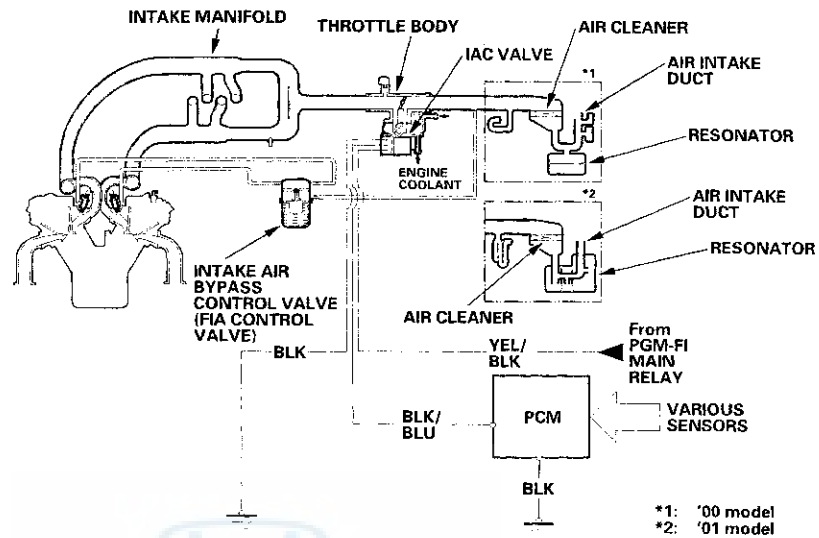 INTAKE MANIFOLD
THROTTLE BODY
IAC VALVE
AIR CLEANER
*1
AIR INTAKE
DUCT
RESONATOR
ENGINE
COOLANT
*2
AIR INTAKE
DUCT
RESONATOR
INTAKE AIR
BYPASS
CONTROL VALVE
(FIA CONTROL
VALVE)
AIR CLEANER
BLK
YEL/
BLK
From
PGM-FI
MAIN
RELAY
BLK/
BLU
PCM
VARIOUS
SENSORS
BLK
*1: '00 model
*2: '01 model